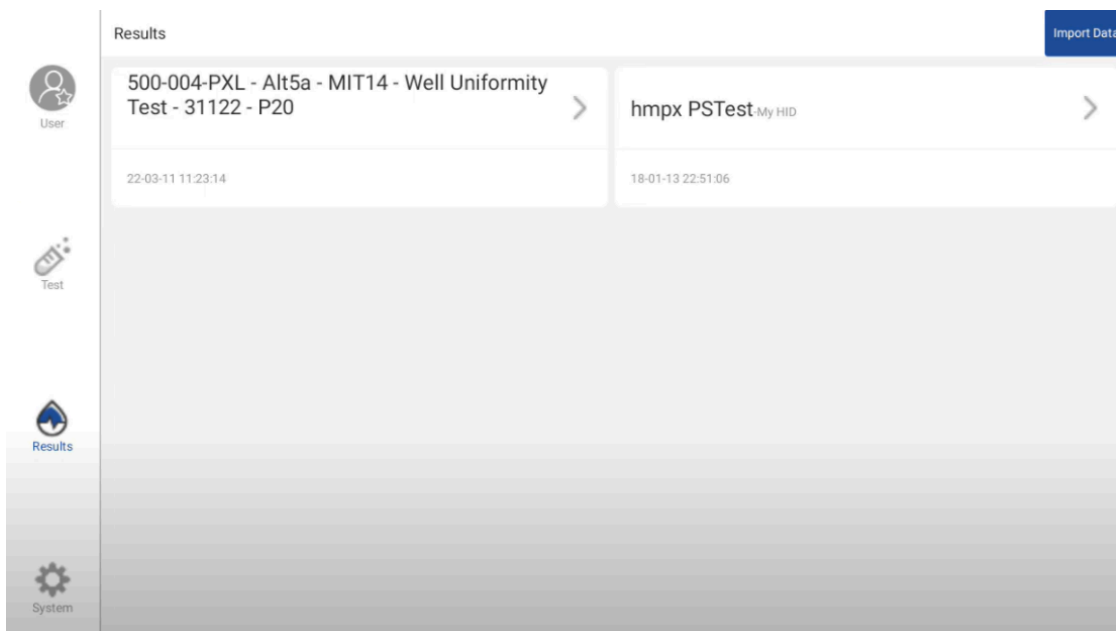 Results
Import Data
500-004-PXL - Alt5a - MIT14 - Well Uniformity
Test - 31122 - P20
22-03-11 11:23:14
hmpx PSTest-My HID
18-01-13 22:51:06
User
Test
Results
System